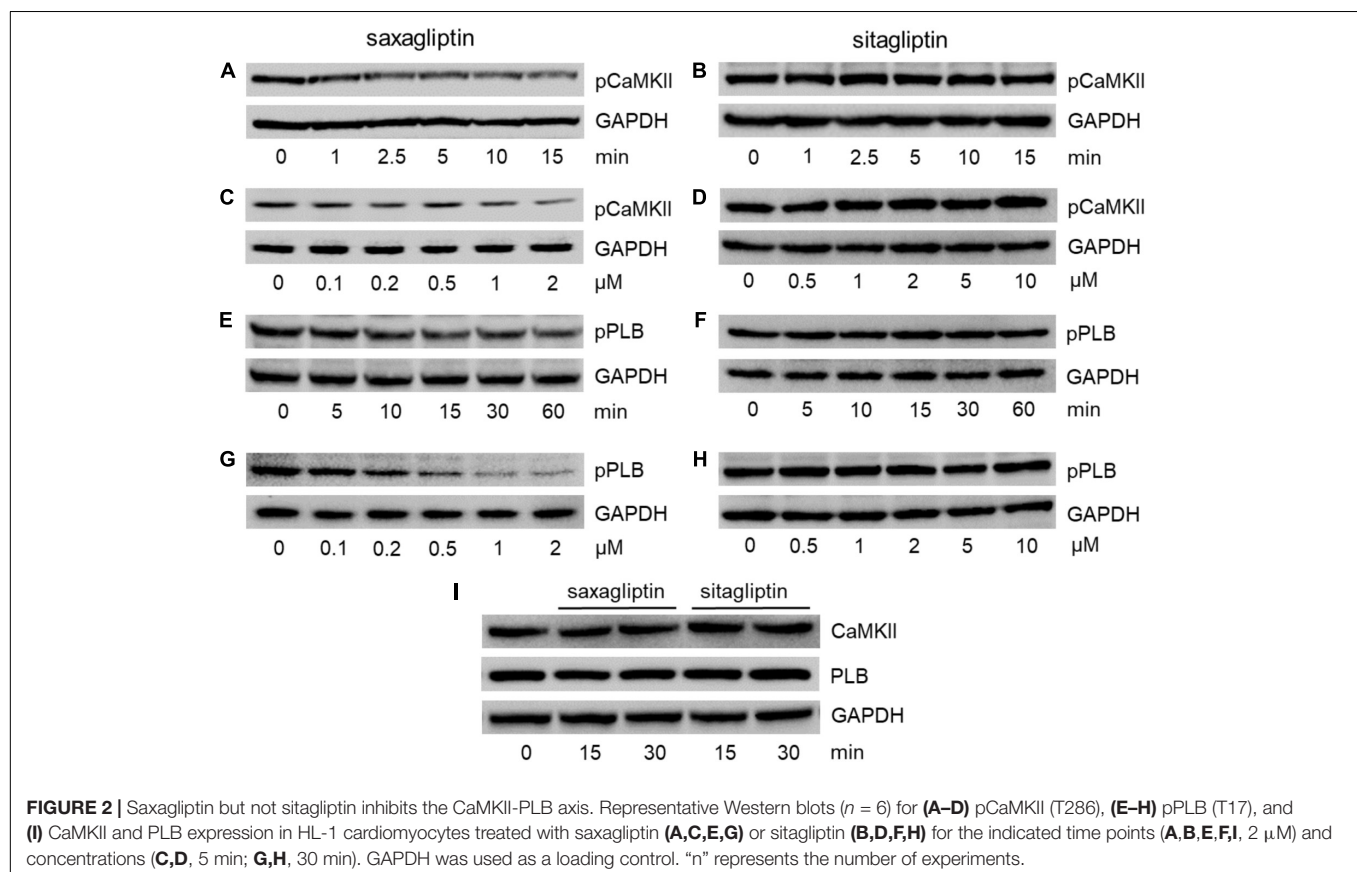 saxagliptin
sitagliptin
A
pCaMKII
GAPDH
0 1 2.5 5 10 15 min
B
pCaMKII
GAPDH
0 1 2.5 5 10 15 min
C
pCaMKII
GAPDH
0 0.1 0.2 0.5 1 2 µM
D
pCaMKII
GAPDH
0 0.5 1 2 5 10 µM
E
pPLB
GAPDH
0 5 10 15 30 60 min
F
pPLB
GAPDH
0 5 10 15 30 60 min
G
pPLB
GAPDH
0 0.1 0.2 0.5 1 2 µM
H
pPLB
GAPDH
0 0.5 1 2 5 10 µM
I
saxagliptin sitagliptin
CaMKII
PLB
GAPDH
0 15 30 15 30 min
FIGURE 2 | Saxagliptin but not sitagliptin inhibits the CaMKII-PLB axis. Representative Western blots (n = 6) for (A–D) pCaMKII (T286), (E–H) pPLB (T17), and
(I) CaMKII and PLB expression in HL-1 cardiomyocytes treated with saxagliptin (A,C,E,G) or sitagliptin (B,D,F,H) for the indicated time points (A,B,E,F,I, 2 µM) and
concentrations (C,D, 5 min; G,H, 30 min). GAPDH was used as a loading control. “n” represents the number of experiments.